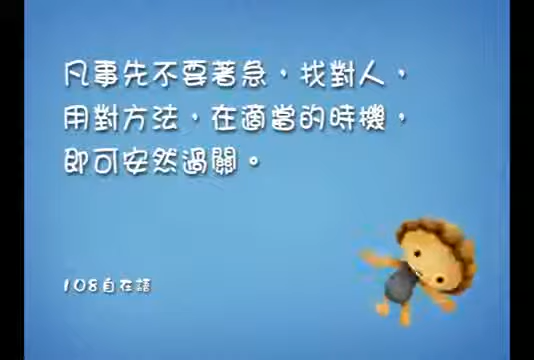 凡事先不要著急，找對人，
用對方法，在適當的時機，
即可安然過關。
108自在語